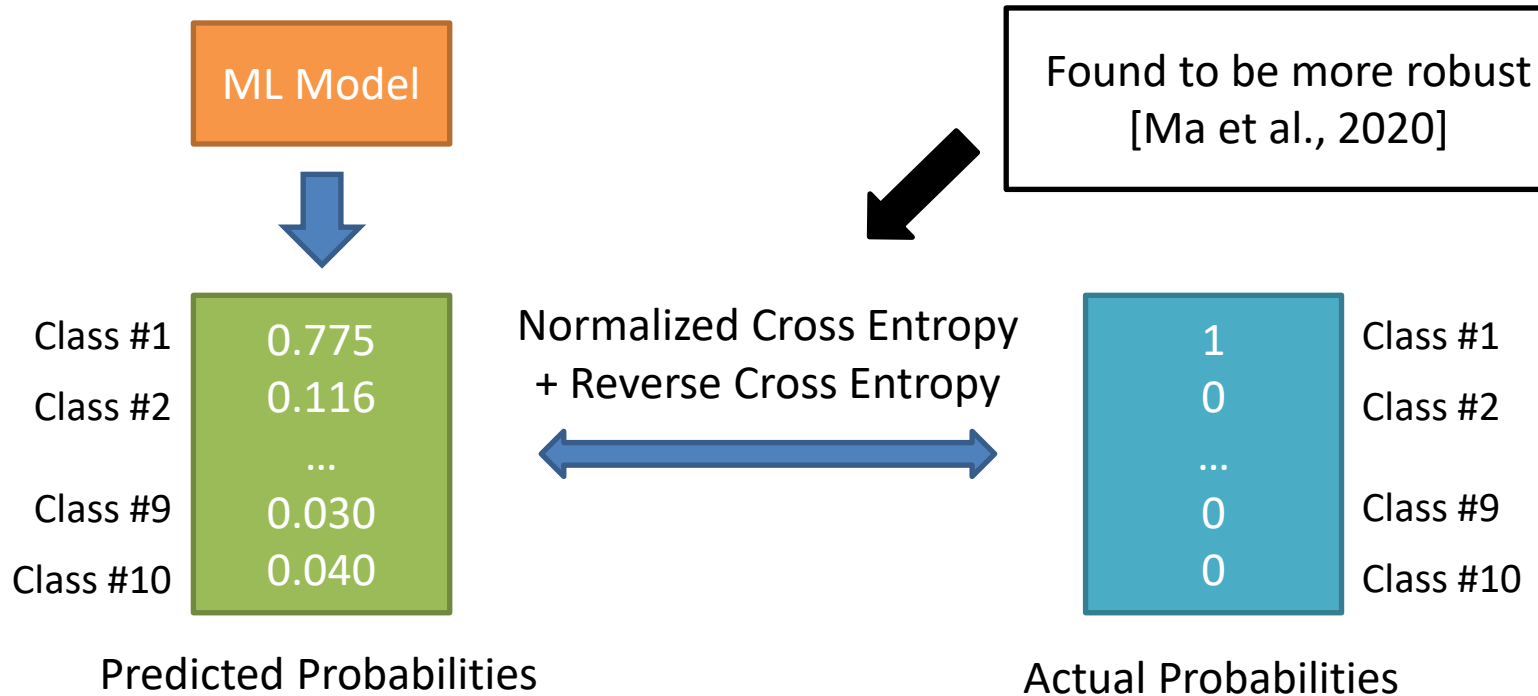 ML Model
Found to be more robust
[Ma et al., 2020]
Class #1
Class #2
Class #9
Class #10
0.775
0.116
...
0.030
0.040
Predicted Probabilities
Normalized Cross Entropy
+ Reverse Cross Entropy
1
0
...
0
0
Class #1
Class #2
Class #9
Class #10
Actual Probabilities